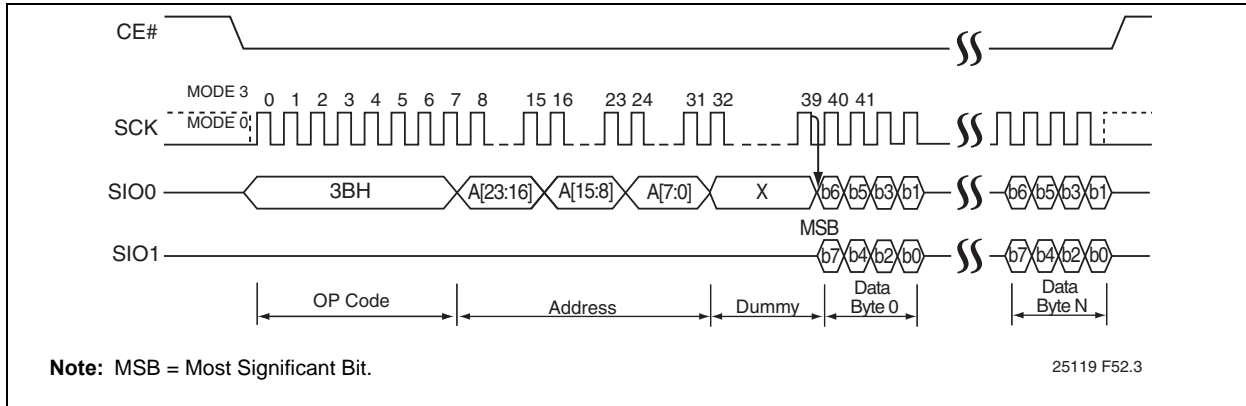 CE#
MODE 3
0 1 2 3 4 5 6 7 8 15 16 23 24 31 32 39 40 41
SCK
MODE 0
SIO0
3BH
A[23:16]
A[15:8]
A[7:0]
X
b6 b5 b3 b1
b6 b5 b3 b1
MSB
SIO1
b7 b4 b2 b0
b7 b4 b2 b0
OP Code
Address
Dummy
Data
Byte 0
Data
Byte N
Note: MSB = Most Significant Bit.
25119 F52.3